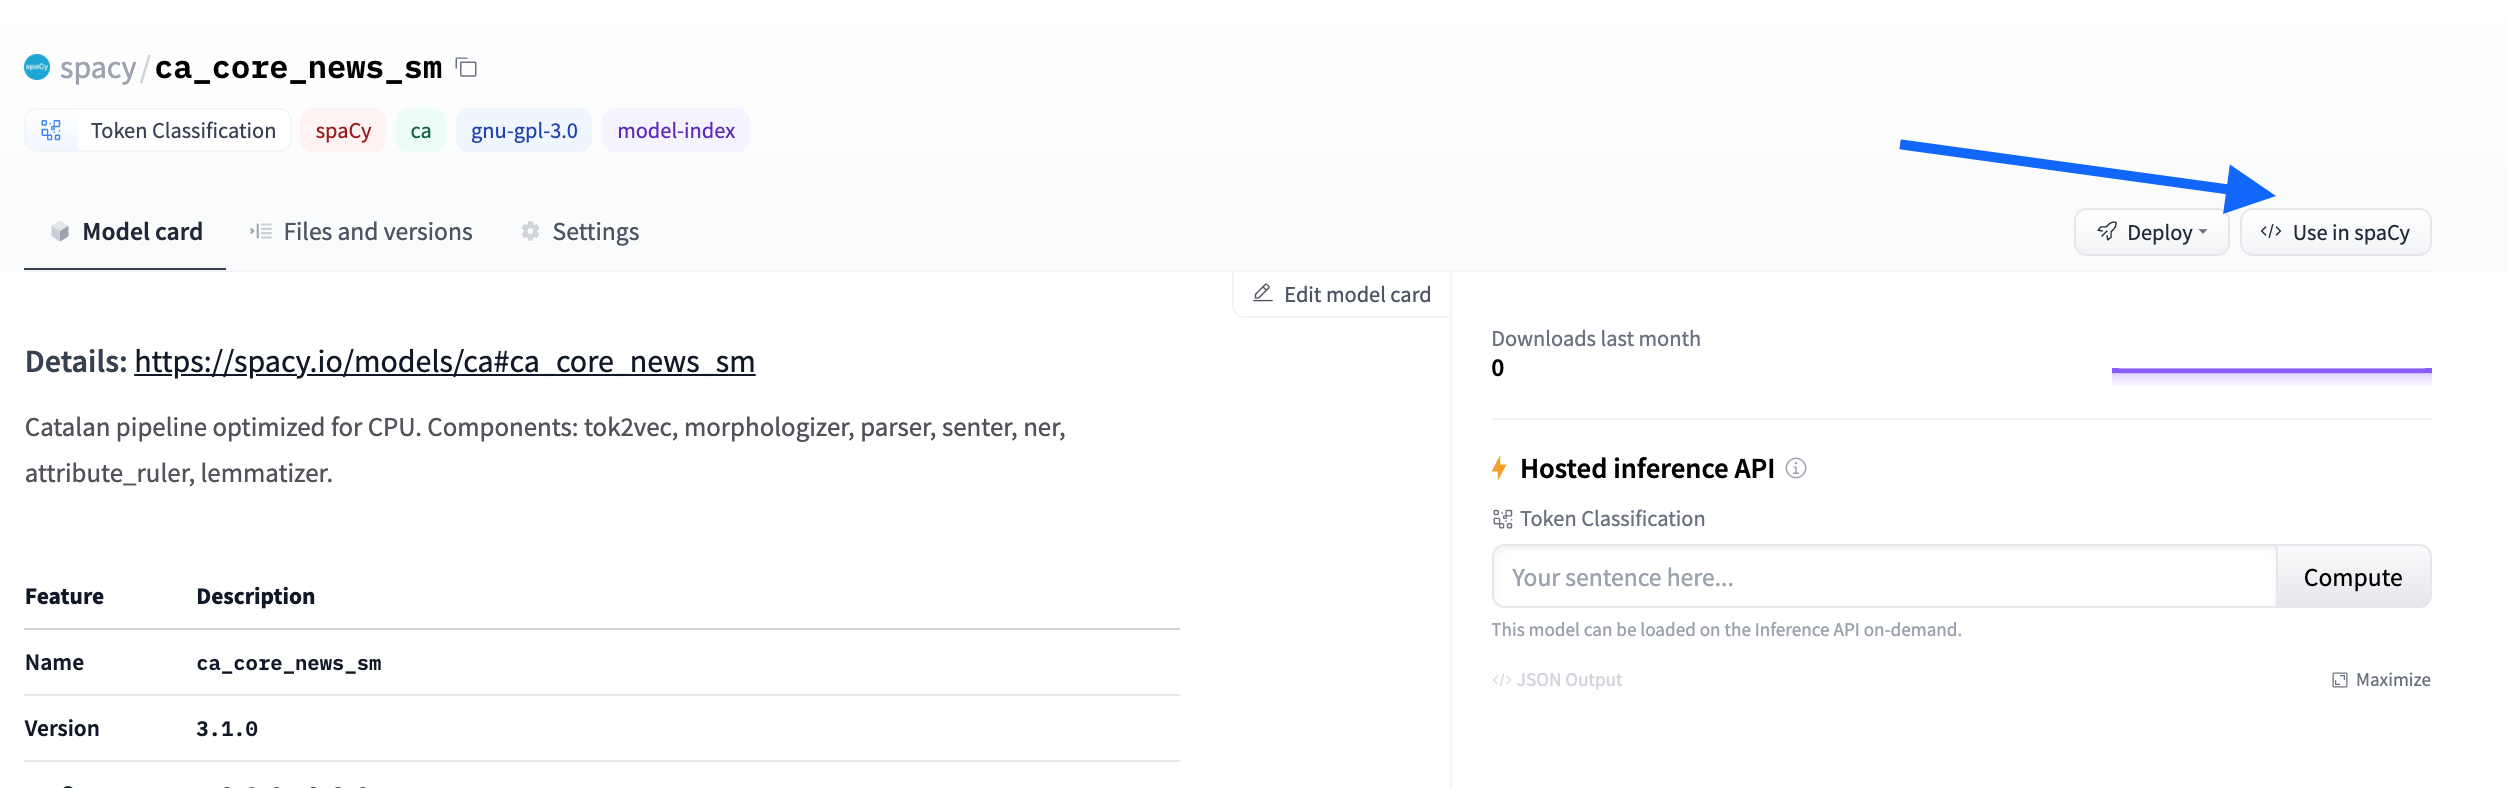 spaCy spacy/ca_core_news_sm
Token Classification spaCy ca gnu-gpl-3.0 model-index
Model card Files and versions Settings Deploy </> Use in spaCy
Edit model card
Downloads last month
0
Details: https://spacy.io/models/ca#ca_core_news_sm
Catalan pipeline optimized for CPU. Components: tok2vec, morphologizer, parser, senter, ner,
attribute_ruler, lemmatizer.
Feature Description
Name ca_core_news_sm
Version 3.1.0
Hosted inference API
Token Classification
Your sentence here... Compute
This model can be loaded on the Inference API on-demand.
</> JSON Output Maximize